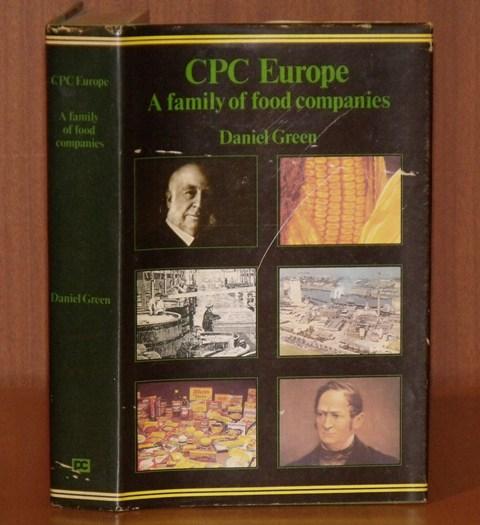 CPC Europe
A family
of food
companies
Daniel Green
CPC Europe
A family of food companies
Daniel Green